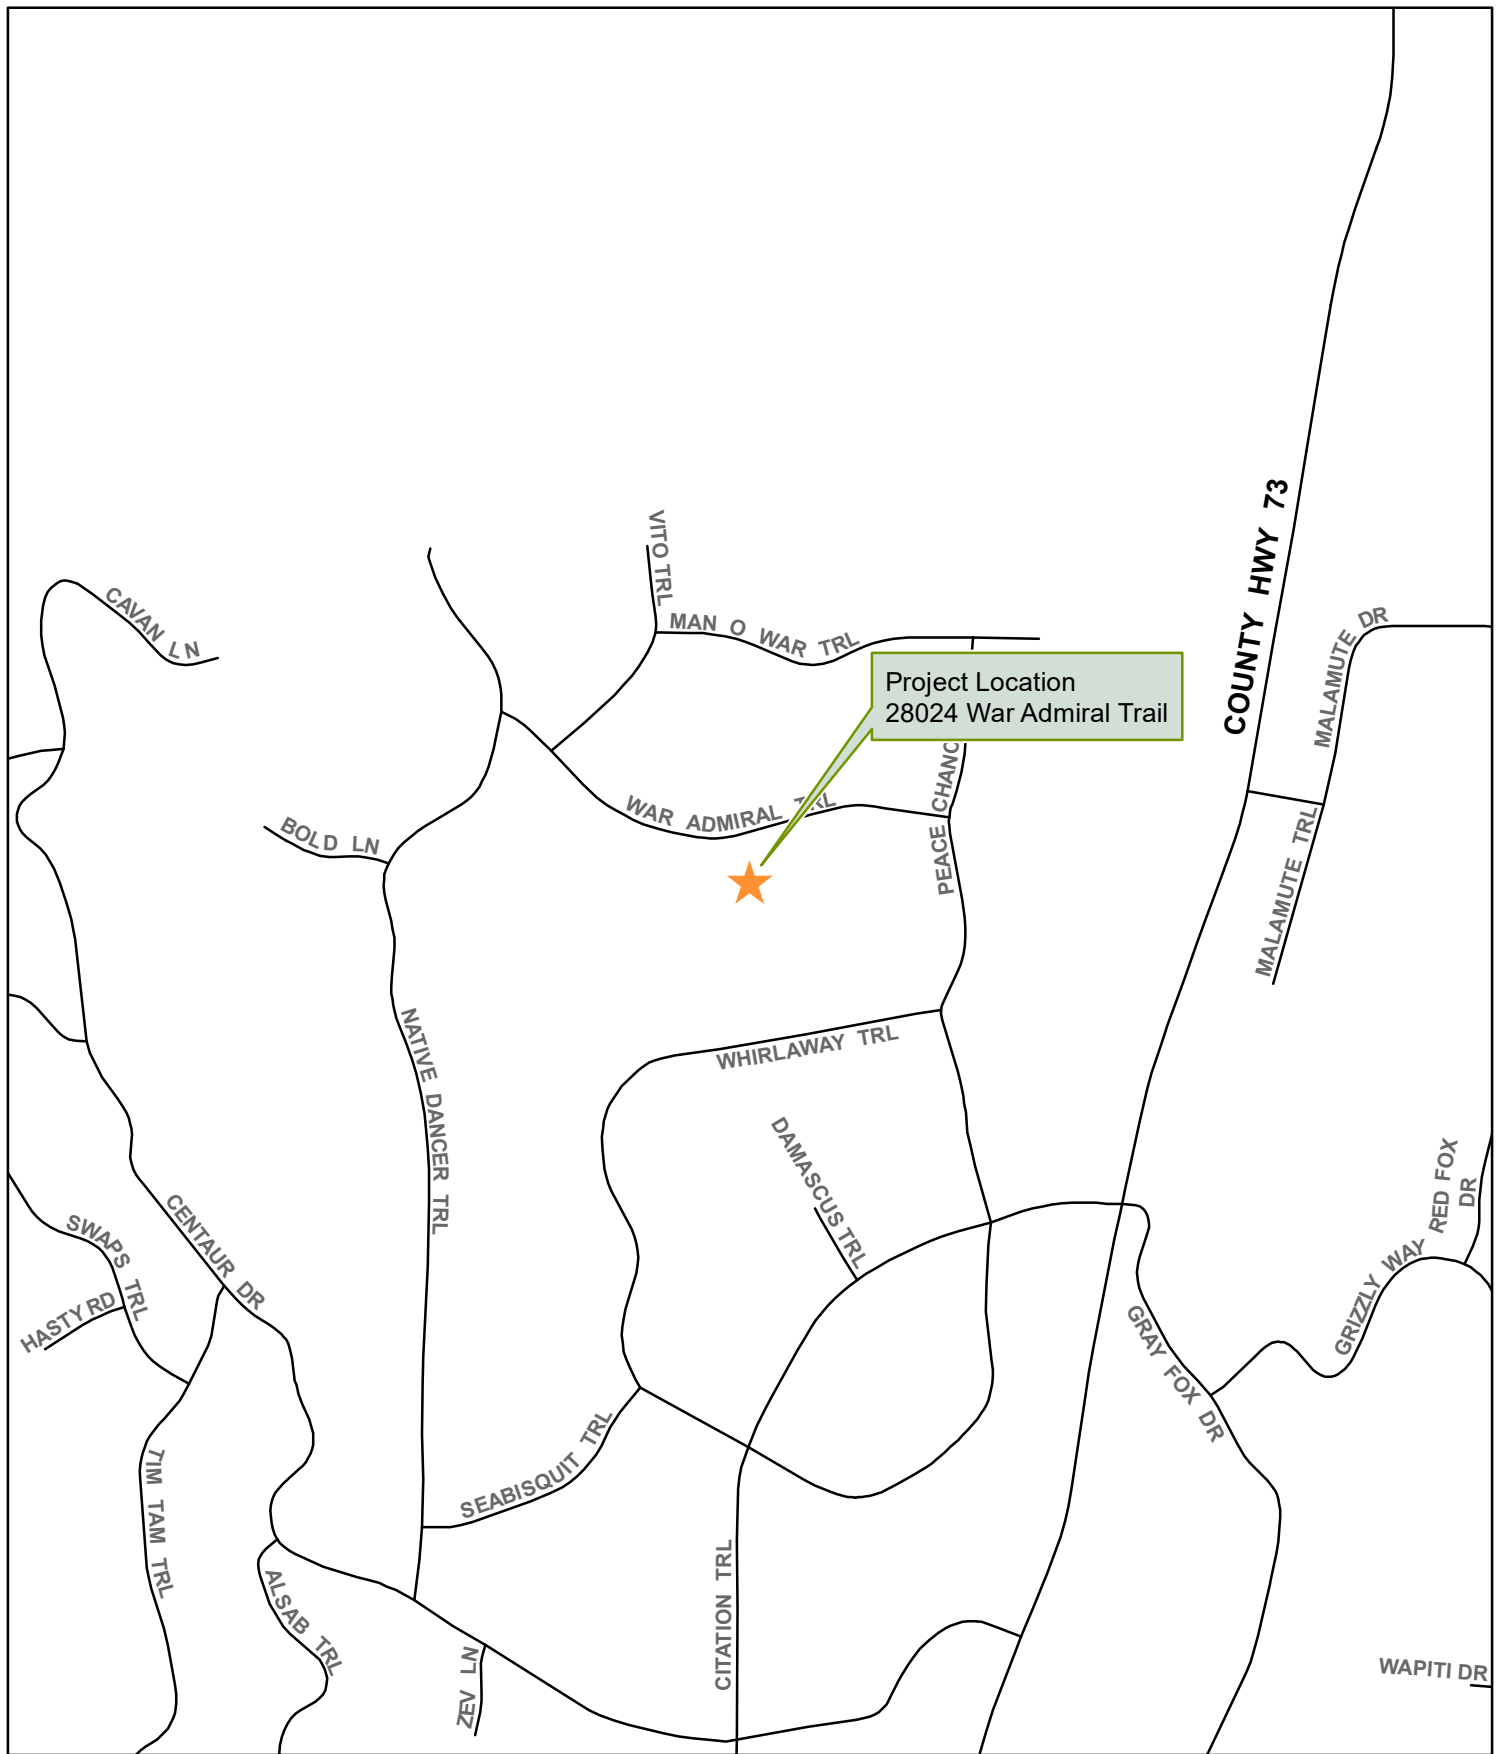 COUNTY HWY 73
VITO TRL
MAN O WAR TRL
CAVAN LN
MALAMUTE DR
Project Location
28024 War Admiral Trail
WAR ADMIRAL TRL
PEACE CHANC
BOLD LN
MALAMUTE TRL
NATIVE DANCER TRL
WHIRLAWAY TRL
DAMASCUS TRL
RED FOX
DR
CENTAUR DR
SWAPS TRL
HASTY RD
GRIZZLY WAY
GRAY FOX DR
SEABISQUIT TRL
TIM TAM TRL
CITATION TRL
ALSAB TRL
ZEV LN
WAPITI DR